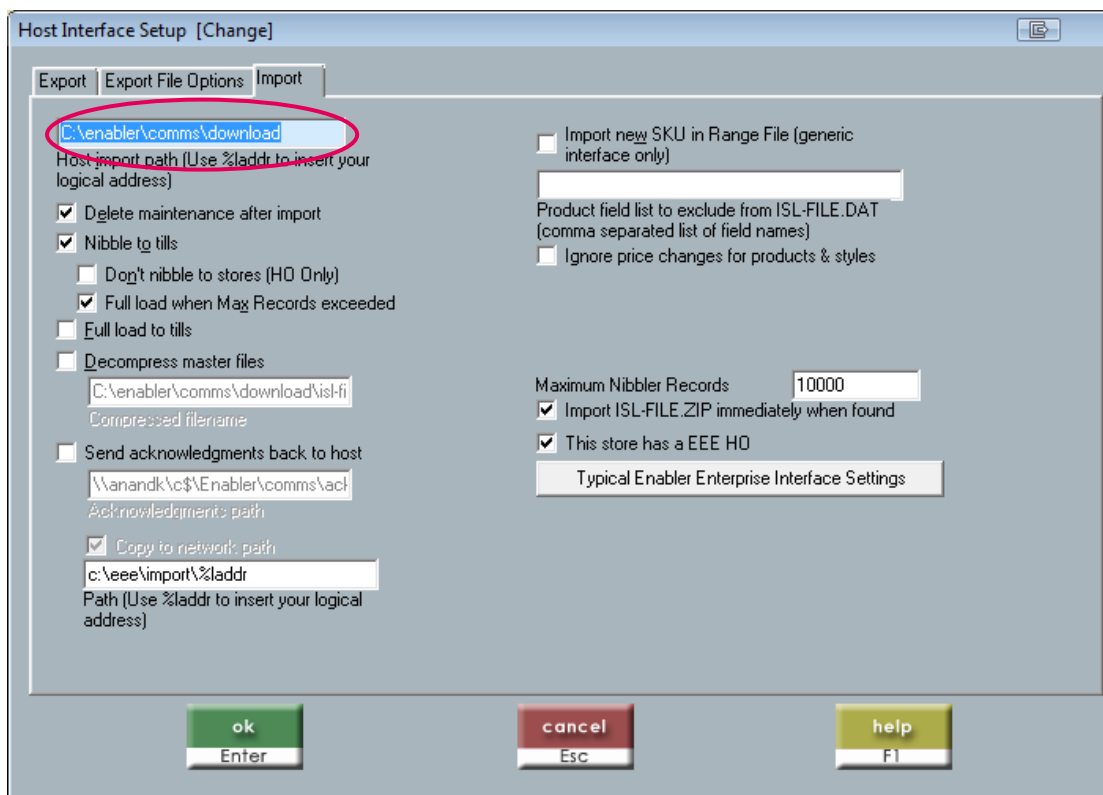 Host Interface Setup [Change]
Export
Export File Options
Import
C:\enabler\comms\download
Host import path (Use %laddr to insert your
logical address)
Delete maintenance after import
Nibble to tills
Don't nibble to stores (HO Only)
Full load when Max Records exceeded
Full load to tills
Decompress master files
C:\enabler\comms\download\isl-fi
Compressed filename
Send acknowledgments back to host
\\anandk\c$\Enabler\comms\ack
Acknowledgments path
Copy to network path
c:\eee\import\%laddr
Path (Use %laddr to insert your logical
address)
Import new SKU in Range File (generic
interface only)
Product field list to exclude from ISL-FILE.DAT
(comma separated list of field names)
Ignore price changes for products & styles
Maximum Nibbler Records
10000
Import ISL-FILE.ZIP immediately when found
This store has a EEE HO
Typical Enabler Enterprise Interface Settings
ok
Enter
cancel
Esc
help
F1